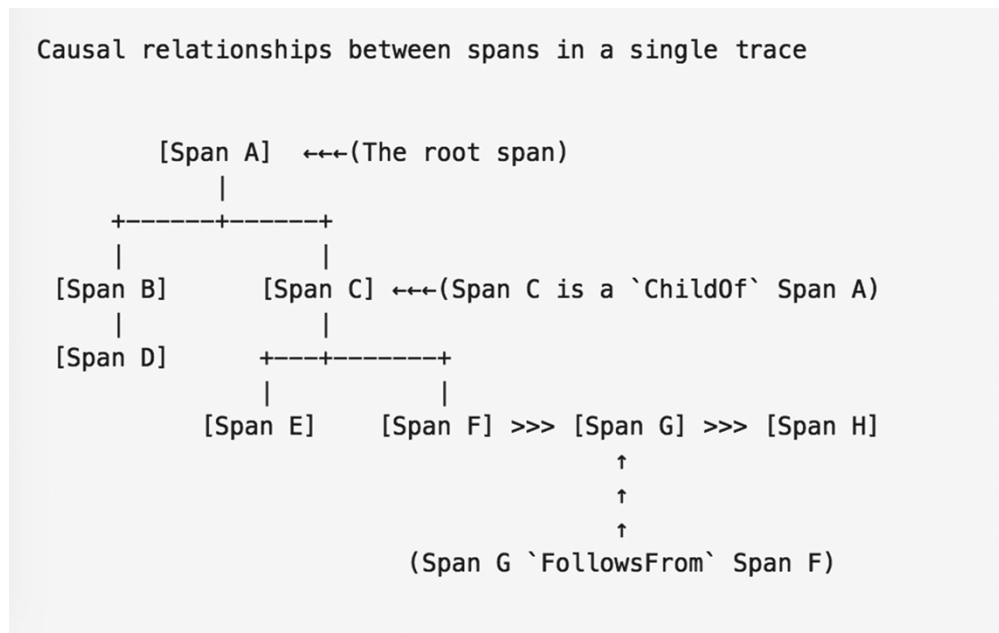 Causal relationships between spans in a single trace
[Span A] ←←←(The root span)
|
+------+------+
| |
[Span B] [Span C] ←←←(Span C is a `ChildOf` Span A)
| |
[Span D] +---+-------+
| |
[Span E] [Span F] >>> [Span G] >>> [Span H]
↑
↑
↑
(Span G `FollowsFrom` Span F)